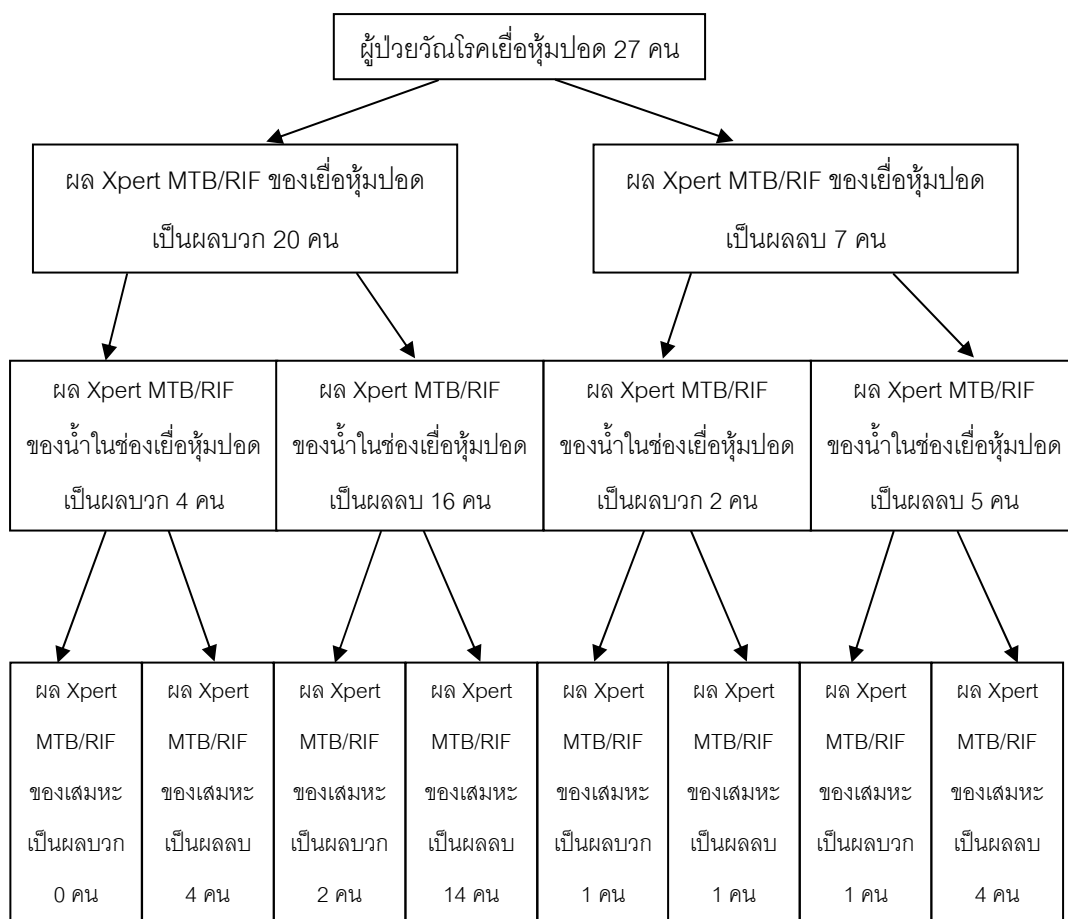 ผู้ป่วยวัณโรคเยื่อหุ้มปอด 27 คน
ผล Xpert MTB/RIF ของเยื่อหุ้มปอด
เป็นผลบวก 20 คน
ผล Xpert MTB/RIF ของเยื่อหุ้มปอด
เป็นผลลบ 7 คน
ผล Xpert MTB/RIF
ของน้ำในช่องเยื่อหุ้มปอด
เป็นผลบวก 4 คน
ผล Xpert MTB/RIF
ของน้ำในช่องเยื่อหุ้มปอด
เป็นผลลบ 16 คน
ผล Xpert MTB/RIF
ของน้ำในช่องเยื่อหุ้มปอด
เป็นผลบวก 2 คน
ผล Xpert MTB/RIF
ของน้ำในช่องเยื่อหุ้มปอด
เป็นผลลบ 5 คน
ผล Xpert
MTB/RIF
ของเสมหะ
เป็นผลบวก
0 คน
ผล Xpert
MTB/RIF
ของเสมหะ
เป็นผลลบ
4 คน
ผล Xpert
MTB/RIF
ของเสมหะ
เป็นผลบวก
2 คน
ผล Xpert
MTB/RIF
ของเสมหะ
เป็นผลลบ
14 คน
ผล Xpert
MTB/RIF
ของเสมหะ
เป็นผลบวก
1 คน
ผล Xpert
MTB/RIF
ของเสมหะ
เป็นผลลบ
1 คน
ผล Xpert
MTB/RIF
ของเสมหะ
เป็นผลบวก
1 คน
ผล Xpert
MTB/RIF
ของเสมหะ
เป็นผลลบ
4 คน